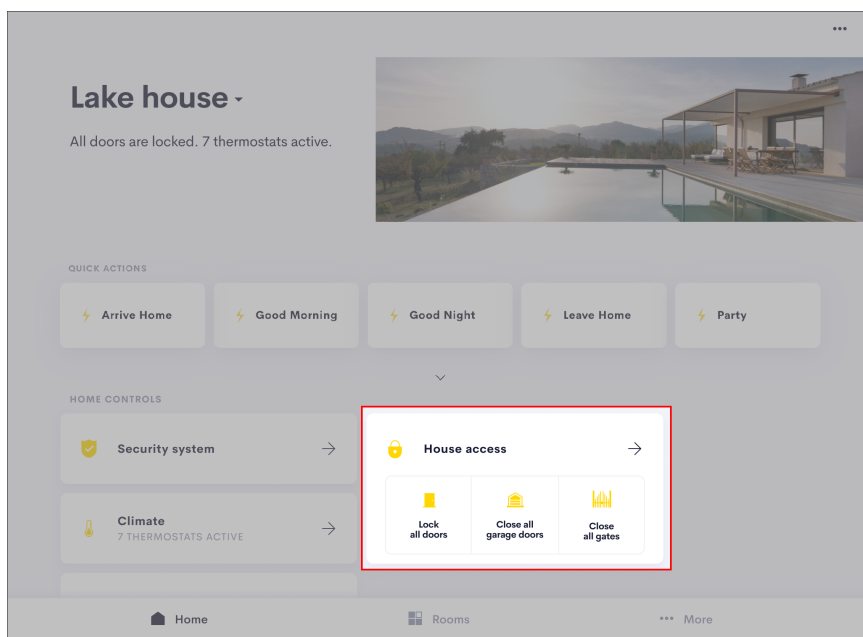 Lake house
All doors are locked. 7 thermostats active.
QUICK ACTIONS
Arrive Home
Good Morning
Good Night
Leave Home
Party
HOME CONTROLS
Security system
House access
Lock
all doors
Close all
garage doors
Close
all gates
Climate
7 THERMOSTATS ACTIVE
Home
Rooms
More